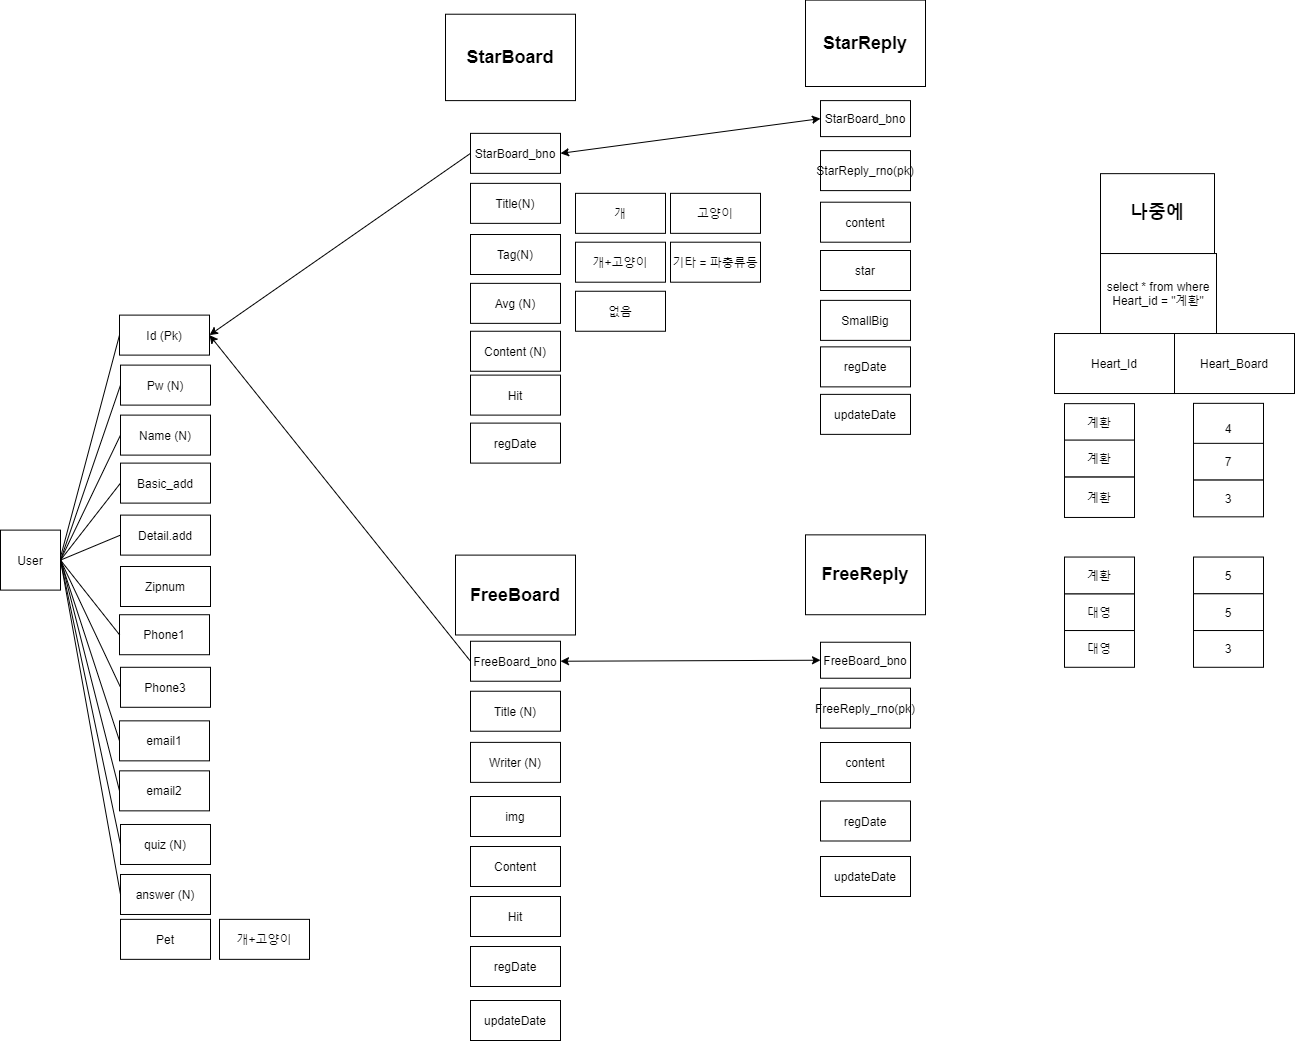 User
Id (Pk)
Pw (N)
Name (N)
Basic_add
Detail.add
Zipnum
Phone1
Phone3
email1
email2
quiz (N)
answer (N)
Pet
개+고양이
StarBoard
StarBoard_bno
Title(N)
Tag(N)
Avg (N)
Content (N)
Hit
regDate
개
고양이
개+고양이
기타 = 파충류등
없음
StarReply
StarBoard_bno
StarReply_rno(pk)
content
star
SmallBig
regDate
updateDate
FreeBoard
FreeBoard_bno
Title (N)
Writer (N)
img
Content
Hit
regDate
updateDate
FreeReply
FreeBoard_bno
FreeReply_rno(pk)
content
regDate
updateDate
나중에
select * from where
Heart_id = "계환"
Heart_Id
Heart_Board
계환
4
계환
7
계환
3
계환
5
대영
5
대영
3